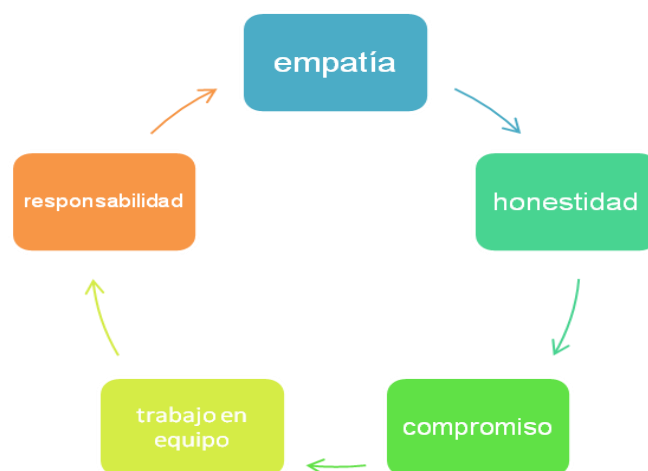 empatía
honestidad
compromiso
trabajo en
equipo
responsabilidad